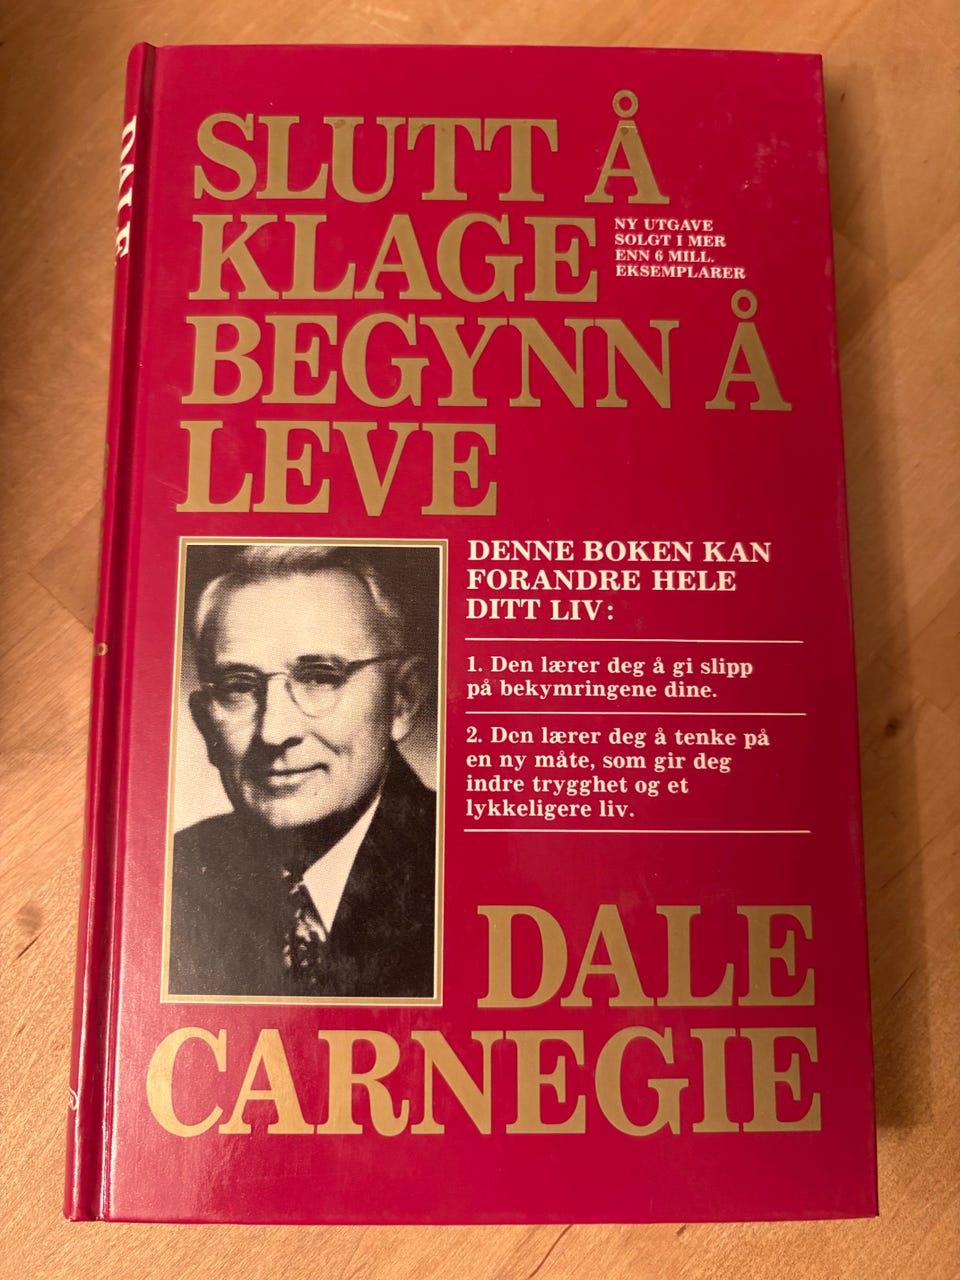 SLUTT Å
KLAGE
NY UTGAVE
SOLGT I MER
ENN 6 MILL.
EKSEMPLARER
BEGYNN Å
LEVE
DENNE BOKEN KAN
FORANDRE HELE
DITT LIV:
1. Den lærer deg å gi slipp
på bekymringene dine.
2. Den lærer deg å tenke på
en ny måte, som gir deg
indre trygghet og et
lykkeligere liv.
DALE
CARNEGIE
DALE